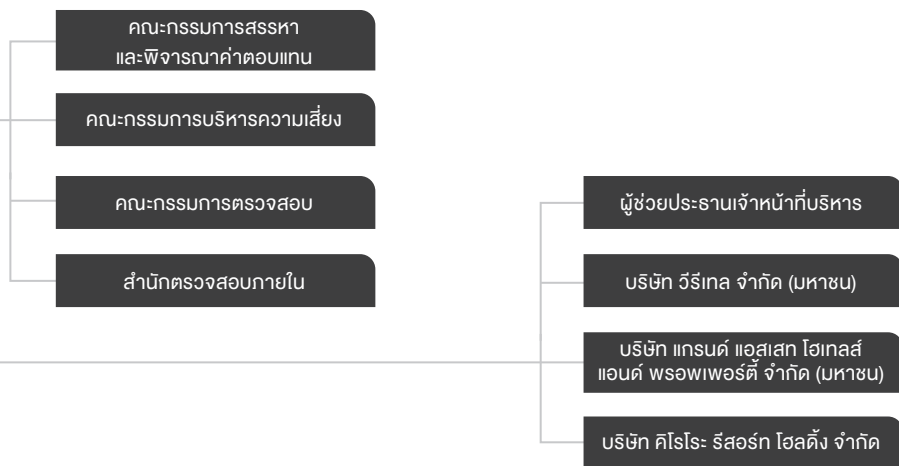 คณะกรรมการสรรหา
และพิจารณาค่าตอบแทน
คณะกรรมการบริหารความเสี่ยง
คณะกรรมการตรวจสอบ
สำนักตรวจสอบภายใน
ผู้ช่วยประธานเจ้าหน้าที่บริหาร
บริษัท วีรีเทล จำกัด (มหาชน)
บริษัท แกรนด์ แอสเสท โฮเทลส์
แอนด์ พรอพเพอร์ตี้ จำกัด (มหาชน)
บริษัท คิโรโระ รีสอร์ท โฮลดิ้ง จำกัด